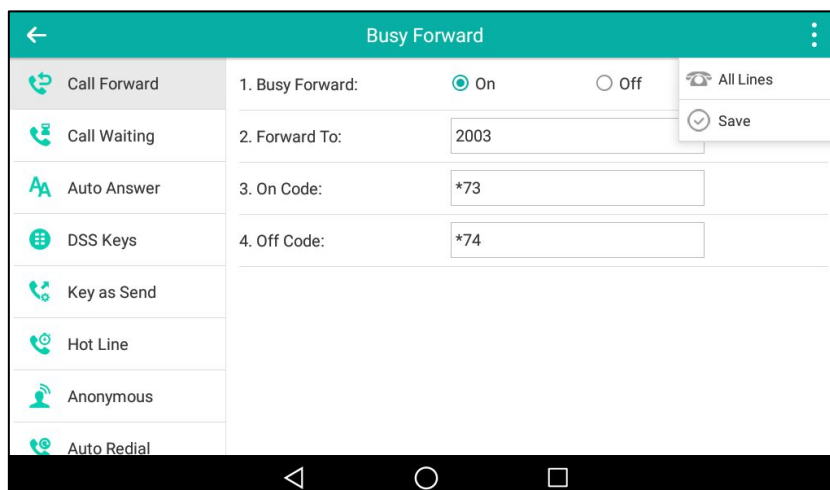 Busy Forward
Call Forward
Call Waiting
AA Auto Answer
DSS Keys
Key as Send
Hot Line
Anonymous
Auto Redial
1. Busy Forward: On Off
2. Forward To: 2003
3. On Code: *73
4. Off Code: *74
All Lines
Save